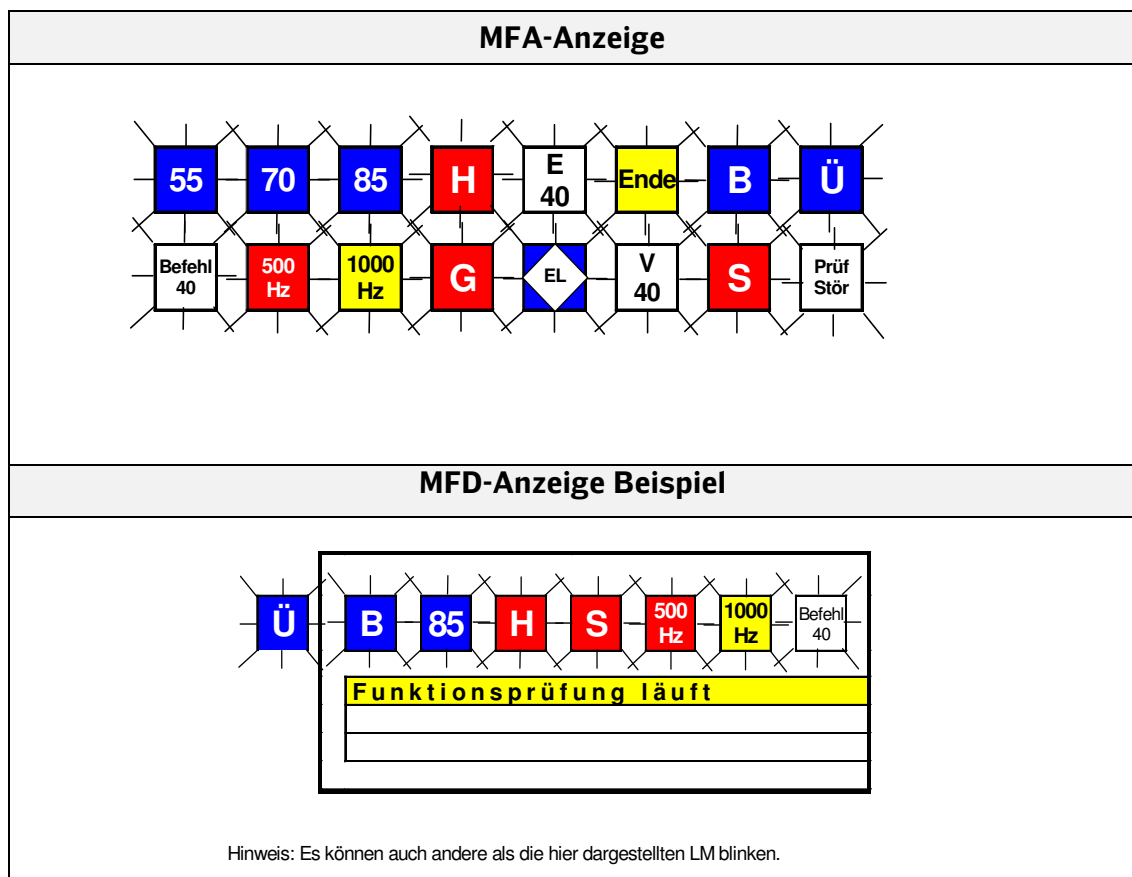 MFA-Anzeige
55 70 85 H E 40 Ende B Ü
Befehl 40 500 Hz 1000 Hz G EL V 40 S Prüf Stör
MFD-Anzeige Beispiel
Ü B 85 H S 500 Hz 1000 Hz Befehl 40
Funktionsprüfung läuft
Hinweis: Es können auch andere als die hier dargestellten LM blinken.